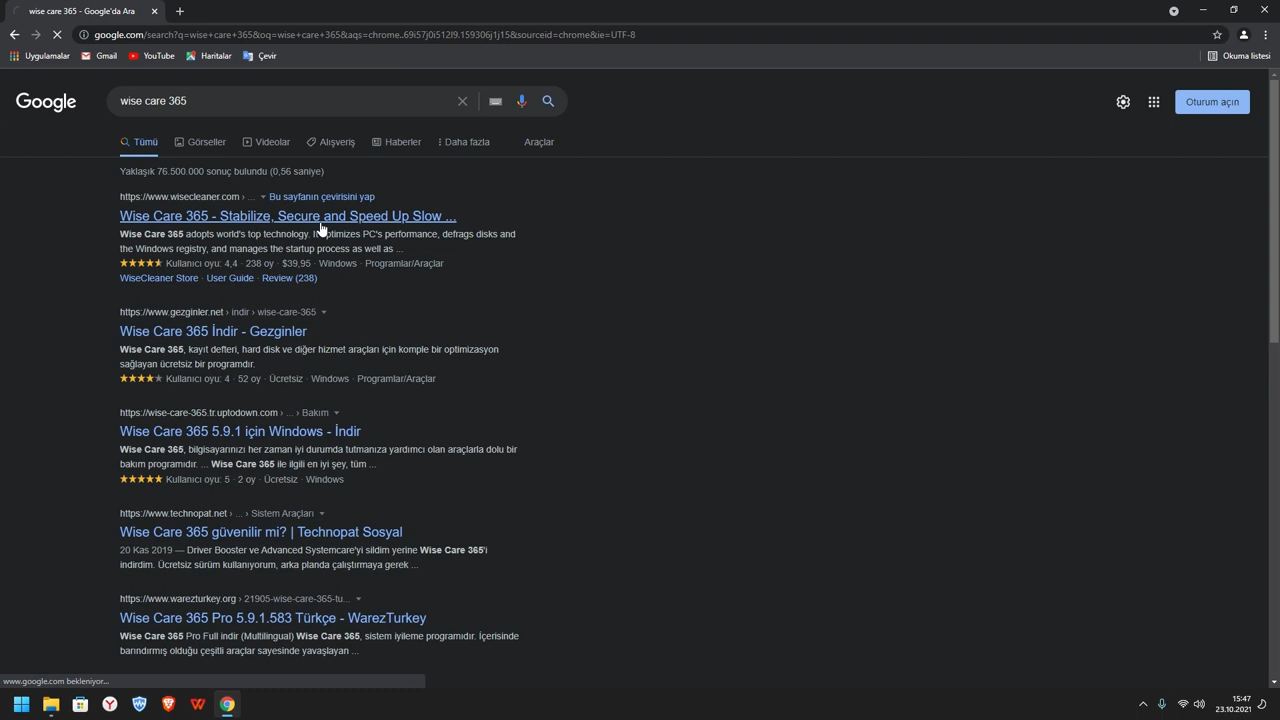 wise care 365 - Google'da Ara
google.com/search?q=wise+care+365&oq=wise+care+365&aqs=chrome..69i57j0i512l9.159306j1j15&sourceid=chrome&ie=UTF-8
Uygulamalar Gmail YouTube Haritalar Çevir Okuma listesi
Google wise care 365 Oturum açın
Tümü Görseller Videolar Alışveriş Haberler Daha fazla Araçlar
Yaklaşık 76.500.000 sonuç bulundu (0,56 saniye)
https://www.wisecleaner.com › ... Bu sayfanın çevirisini yap
Wise Care 365 - Stabilize, Secure and Speed Up Slow ...
Wise Care 365 adopts world's top technology. It optimizes PC's performance, defrags disks and
the Windows registry, and manages the startup process as well as ...
Kullanıcı oyu: 4,4 · 238 oy · $39,95 · Windows · Programlar/Araçlar
WiseCleaner Store · User Guide · Review (238)
https://www.gezginler.net › indir › wise-care-365
Wise Care 365 İndir - Gezginler
Wise Care 365, kayıt defteri, hard disk ve diğer hizmet araçları için komple bir optimizasyon
sağlayan ücretsiz bir programdır.
Kullanıcı oyu: 4 · 52 oy · Ücretsiz · Windows · Programlar/Araçlar
https://wise-care-365.tr.uptodown.com › ... › Bakım
Wise Care 365 5.9.1 için Windows - İndir
Wise Care 365, bilgisayarınızı her zaman iyi durumda tutmanıza yardımcı olan araçlarla dolu bir
bakım programıdır. ... Wise Care 365 ile ilgili en iyi şey, tüm ...
Kullanıcı oyu: 5 · 2 oy · Ücretsiz · Windows
https://www.technopat.net › ... › Sistem Araçları
Wise Care 365 güvenilir mi? | Technopat Sosyal
20 Kas 2019 — Driver Booster ve Advanced Systemcare'yi sildim yerine Wise Care 365'i
indirdim. Ücretsiz sürüm kullanıyorum, arka planda çalıştırmaya gerek ...
https://www.warezturkey.org › 21905-wise-care-365-tu...
Wise Care 365 Pro 5.9.1.583 Türkçe - WarezTurkey
Wise Care 365 Pro Full indir (Multilingual) Wise Care 365, sistem iyileme programıdır. İçerisinde
barındırmış olduğu çeşitli araçlar sayesinde yavaşlayan ...
www.google.com bekleniyor...
15:47
23.10.2021